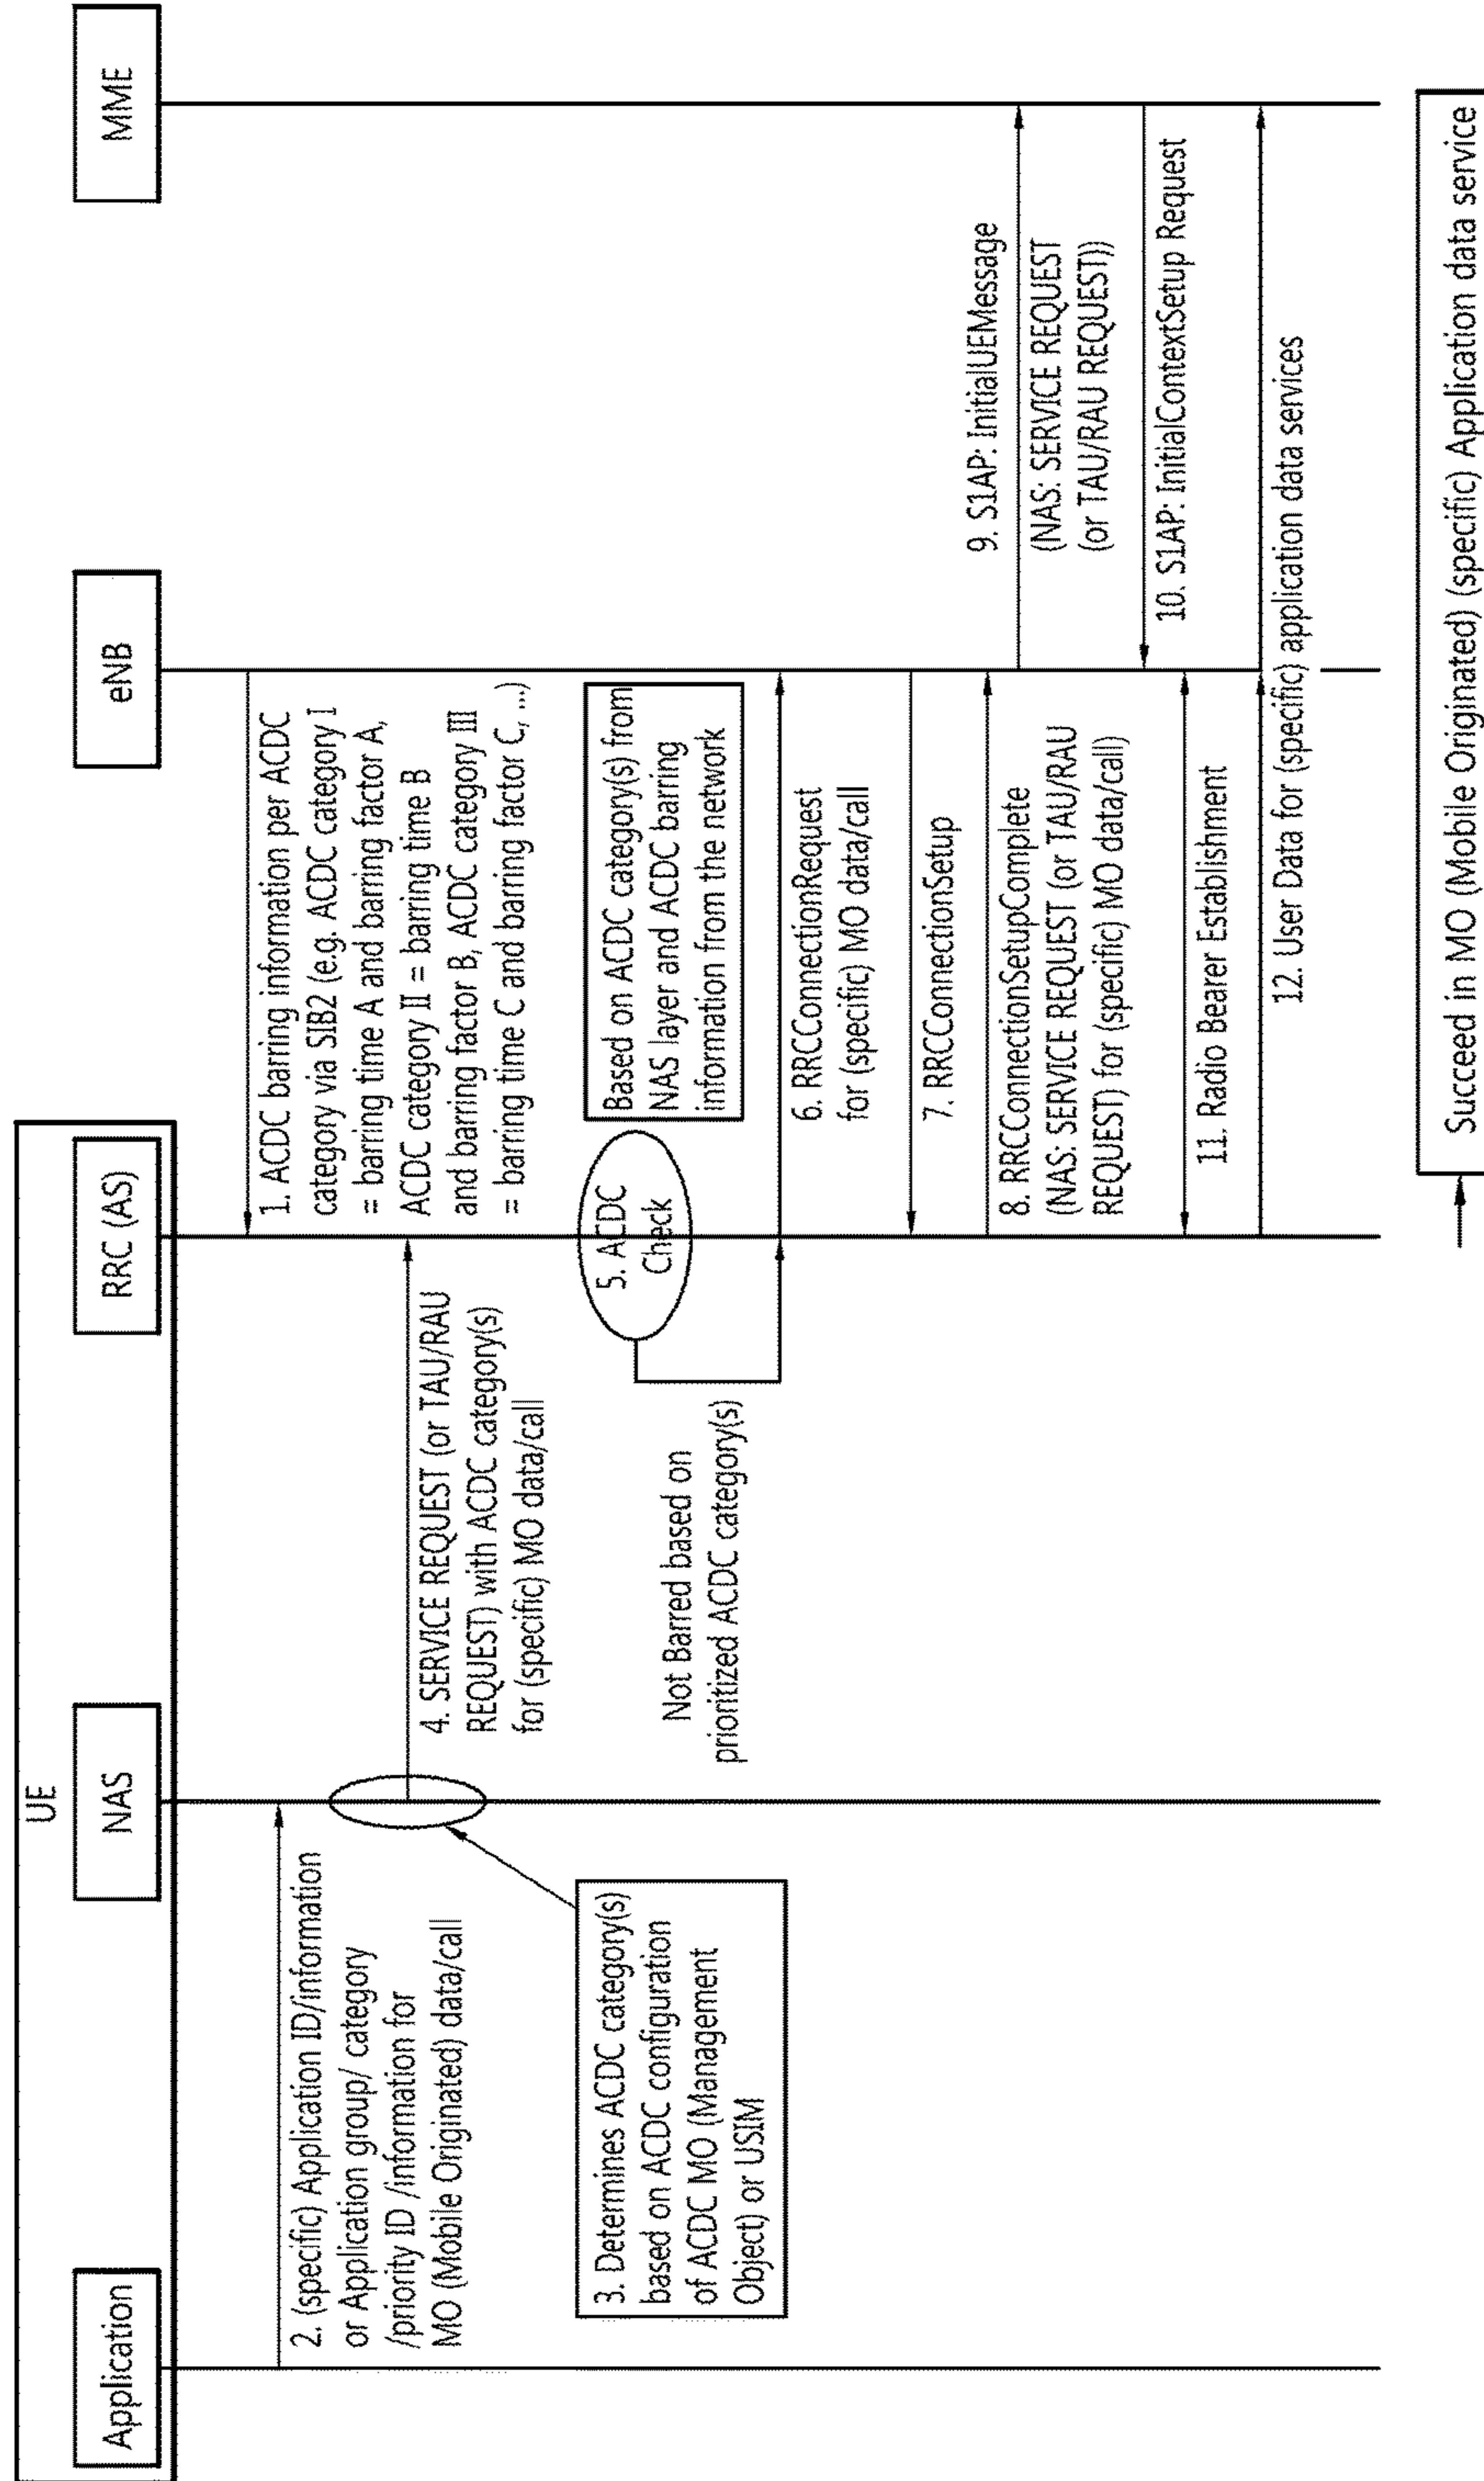 UE
Application
NAS
RRC (AS)
eNB
MME
1. ACDC barring information per ACDC
category via SIB2 (e.g. ACDC category I
= barring time A and barring factor A,
ACDC category II = barring time B
and barring factor B, ACDC category III
= barring time C and barring factor C, ...)
2. (specific) Application ID/information
or Application group/ category
/priority ID /information for
MO (Mobile Originated) data/call
3. Determines ACDC category(s)
based on ACDC configuration
of ACDC MO (Management
Object) or USIM
4. SERVICE REQUEST (or TAU/RAU
REQUEST) with ACDC category(s)
for (specific) MO data/call
5. ACDC
Check
Based on ACDC category(s) from
NAS layer and ACDC barring
information from the network
Not Barred based on
prioritized ACDC category(s)
6. RRCConnectionRequest
for (specific) MO data/call
7. RRConnSetup
8. RRCConnectionSetupComplete
(NAS: SERVICE REQUEST (or TAU/RAU
REQUEST) for (specific) MO data/call)
9. S1AP: InitialUEMessage
(NAS: SERVICE REQUEST
(or TAU/RAU REQUEST))
10. S1AP: InitialContextSetup Request
11. Radio Bearer Establishment
12. User Data for (specific) application data services
Succeed in MO (Mobile Originated) (specific) Application data service